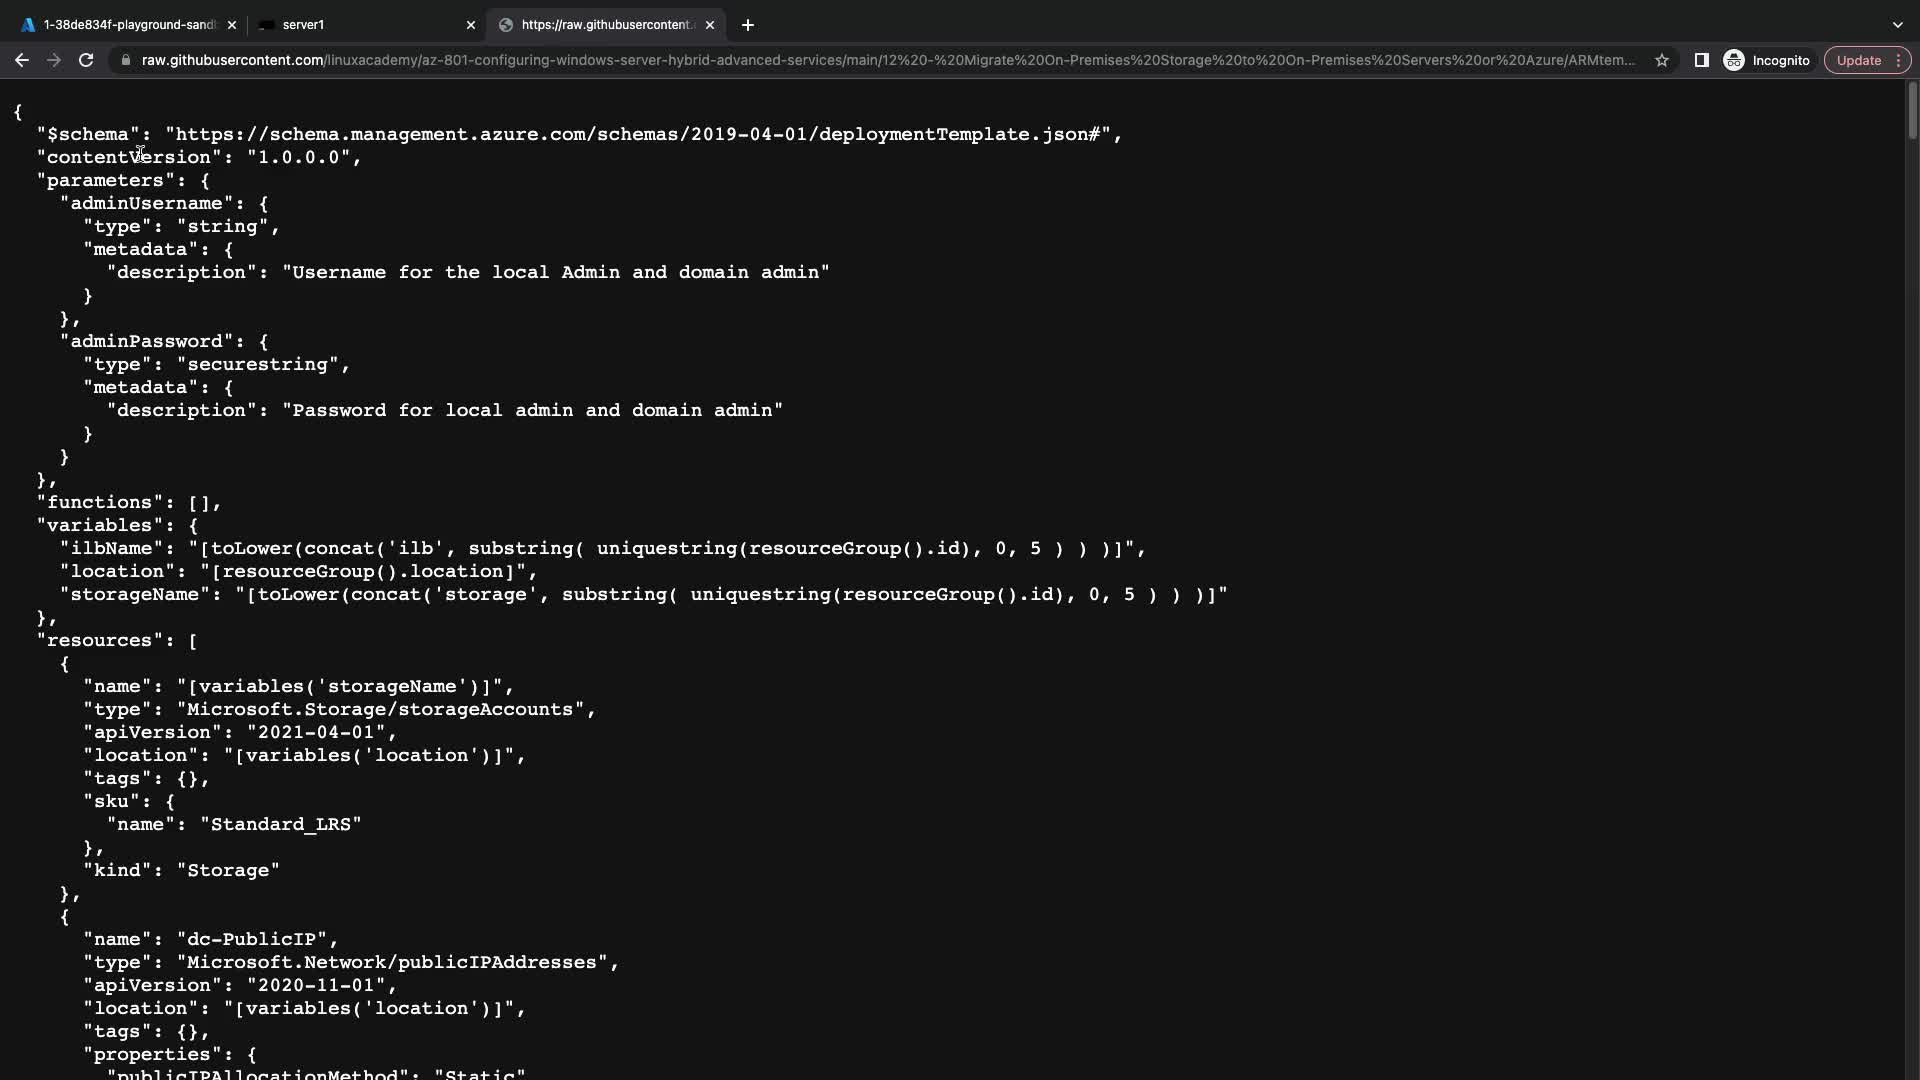 1-38de834f-playground-sand
server1
https://raw.githubusercontent.
raw.githubusercontent.com/linuxacademy/az-801-configuring-windows-server-hybrid-advanced-services/main/12%20-%20Migrate%20On-Premises%20Storage%20to%20On-Premises%20Servers%20or%20Azure/ARMtem...
Incognito
Update
{
  "$schema": "https://schema.management.azure.com/schemas/2019-04-01/deploymentTemplate.json#",
  "contentVersion": "1.0.0.0",
  "parameters": {
    "adminUsername": {
      "type": "string",
      "metadata": {
        "description": "Username for the local Admin and domain admin"
      }
    },
    "adminPassword": {
      "type": "securestring",
      "metadata": {
        "description": "Password for local admin and domain admin"
      }
    }
  },
  "functions": [],
  "variables": {
    "ilbName": "[toLower(concat('ilb', substring( uniquestring(resourceGroup().id), 0, 5 ) ) )]",
    "location": "[resourceGroup().location]",
    "storageName": "[toLower(concat('storage', substring( uniquestring(resourceGroup().id), 0, 5 ) ) )]"
  },
  "resources": [
    {
      "name": "[variables('storageName')]",
      "type": "Microsoft.Storage/storageAccounts",
      "apiVersion": "2021-04-01",
      "location": "[variables('location')]",
      "tags": {},
      "sku": {
        "name": "Standard_LRS"
      },
      "kind": "Storage"
    },
    {
      "name": "dc-PublicIP",
      "type": "Microsoft.Network/publicIPAddresses",
      "apiVersion": "2020-11-01",
      "location": "[variables('location')]",
      "tags": {},
      "properties": {
        "publicIPAllocationMethod": "Static"